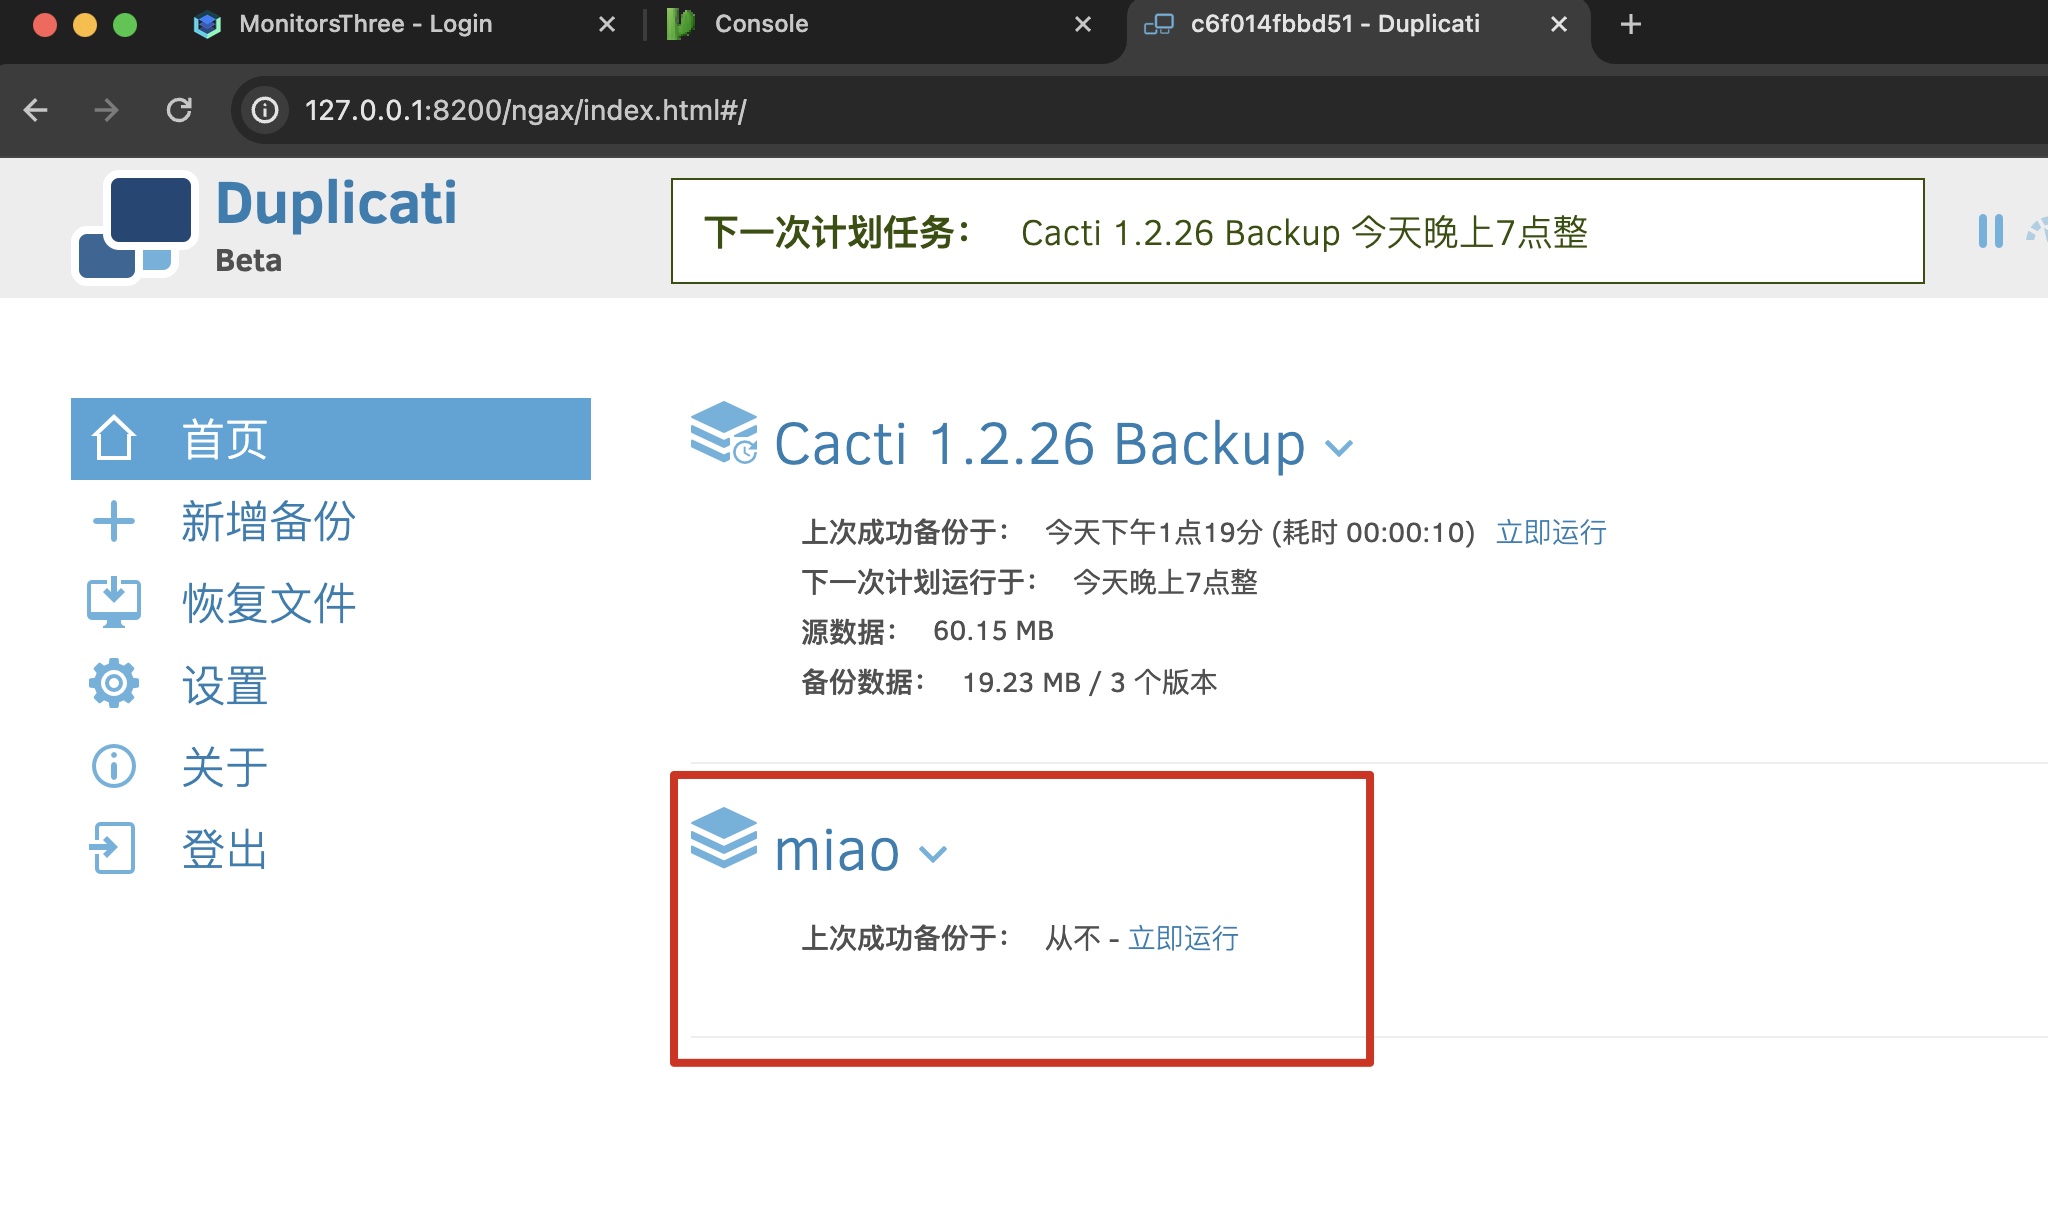 MonitorsThree - Login
Console
c6f014fbbd51 - Duplicati
127.0.0.1:8200/ngax/index.html#/
Duplicati
Beta
下一次计划任务： Cacti 1.2.26 Backup 今天晚上7点整
首页
新增备份
恢复文件
设置
关于
登出
Cacti 1.2.26 Backup
上次成功备份于： 今天下午1点19分 (耗时 00:00:10) 立即运行
下一次计划运行于： 今天晚上7点整
源数据： 60.15 MB
备份数据： 19.23 MB / 3 个版本
miao
上次成功备份于： 从不 - 立即运行